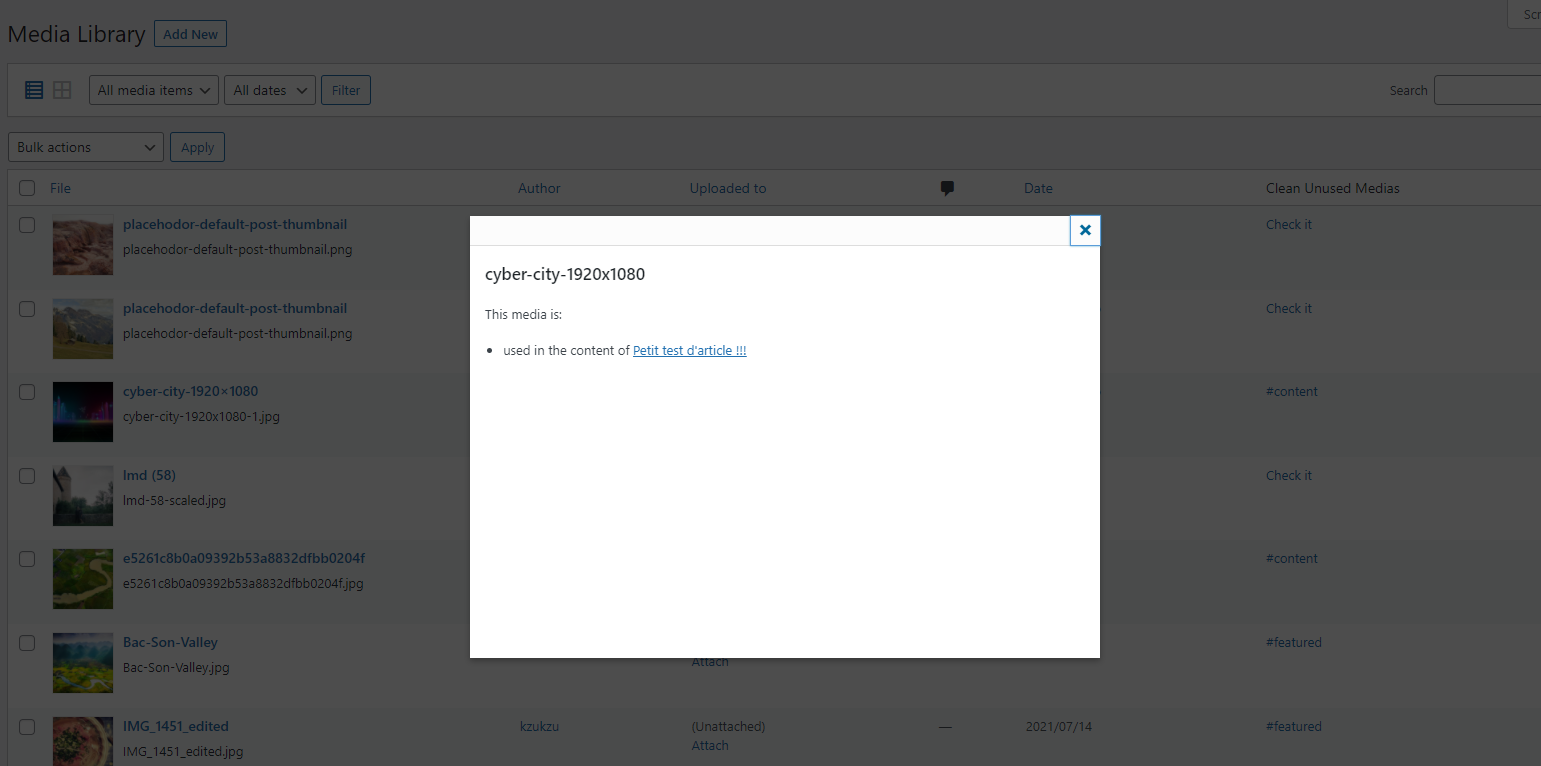 Media Library Add New
All media items All dates Filter Search
Bulk actions Apply
File Author Uploaded to Date Clean Unused Medias
placehodor-default-post-thumbnail Check it
placehodor-default-post-thumbnail.png
cyber-city-1920x1080
This media is:
used in the content of Petit test d'article !!!
placehodor-default-post-thumbnail Check it
placehodor-default-post-thumbnail.png
cyber-city-1920×1080 #content
cyber-city-1920x1080-1.jpg
lmd (58) Check it
lmd-58-scaled.jpg
e5261c8b0a09392b53a8832dfbb0204f #content
e5261c8b0a09392b53a8832dfbb0204f.jpg
Bac-Son-Valley #featured
Bac-Son-Valley.jpg
Attach
IMG_1451_edited kzukzu (Unattached) — 2021/07/14 #featured
IMG_1451_edited.jpg Attach